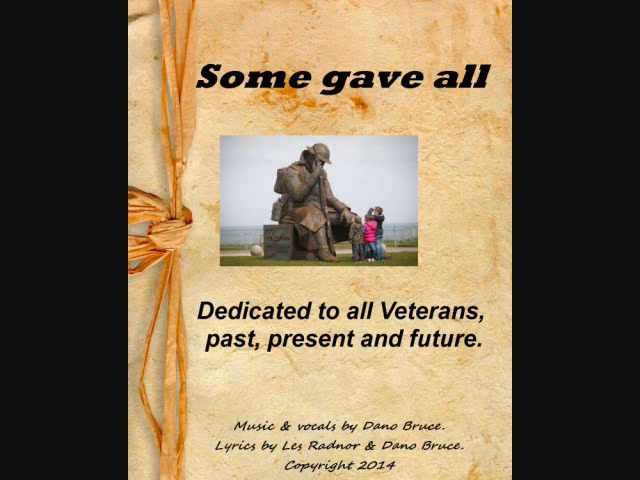 Some gave all
Dedicated to all Veterans,
past, present and future.
Music & vocals by Dano Bruce.
Lyrics by Les Radnor & Dano Bruce.
Copyright 2014